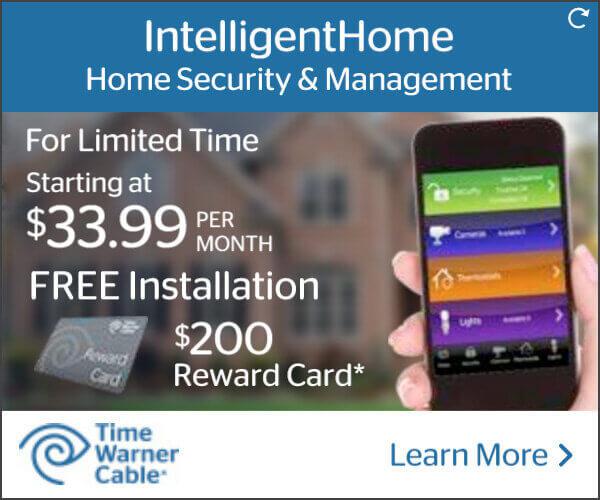 IntelligentHome
Home Security & Management
For Limited Time
Starting at
$33.99 PER MONTH
FREE Installation
$200
Reward Card*
Reward
Card
Security
Cameras
Thermostats
Lights
Time
Warner
Cable
Learn More >